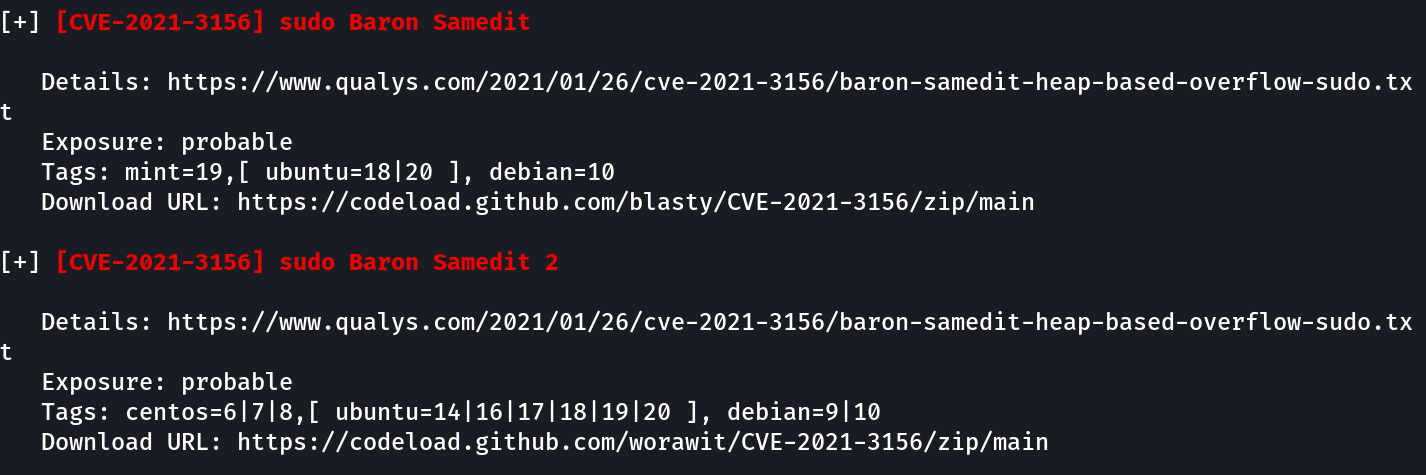 [+] [CVE-2021-3156] sudo Baron Samedit
Details: https://www.qualys.com/2021/01/26/cve-2021-3156/baron-samedit-heap-based-overflow-sudo.tx
t
Exposure: probable
Tags: mint=19,[ ubuntu=18|20 ], debian=10
Download URL: https://codeload.github.com/blasty/CVE-2021-3156/zip/main
[+] [CVE-2021-3156] sudo Baron Samedit 2
Details: https://www.qualys.com/2021/01/26/cve-2021-3156/baron-samedit-heap-based-overflow-sudo.tx
t
Exposure: probable
Tags: centos=6|7|8,[ ubuntu=14|16|17|18|19|20 ], debian=9|10
Download URL: https://codeload.github.com/worawit/CVE-2021-3156/zip/main